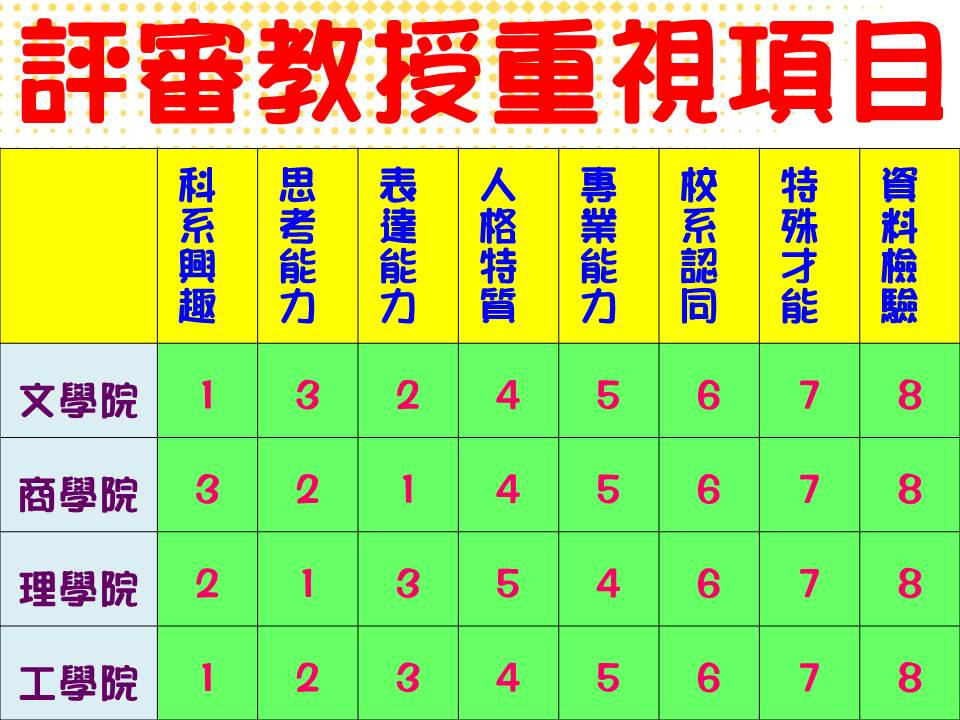 評審教授重視項目
科系興趣 思考能力 表達能力 人格特質 專業能力 校系認同 特殊才能 資料檢驗
文學院 1 3 2 4 5 6 7 8
商學院 3 2 1 4 5 6 7 8
理學院 2 1 3 5 4 6 7 8
工學院 1 2 3 4 5 6 7 8